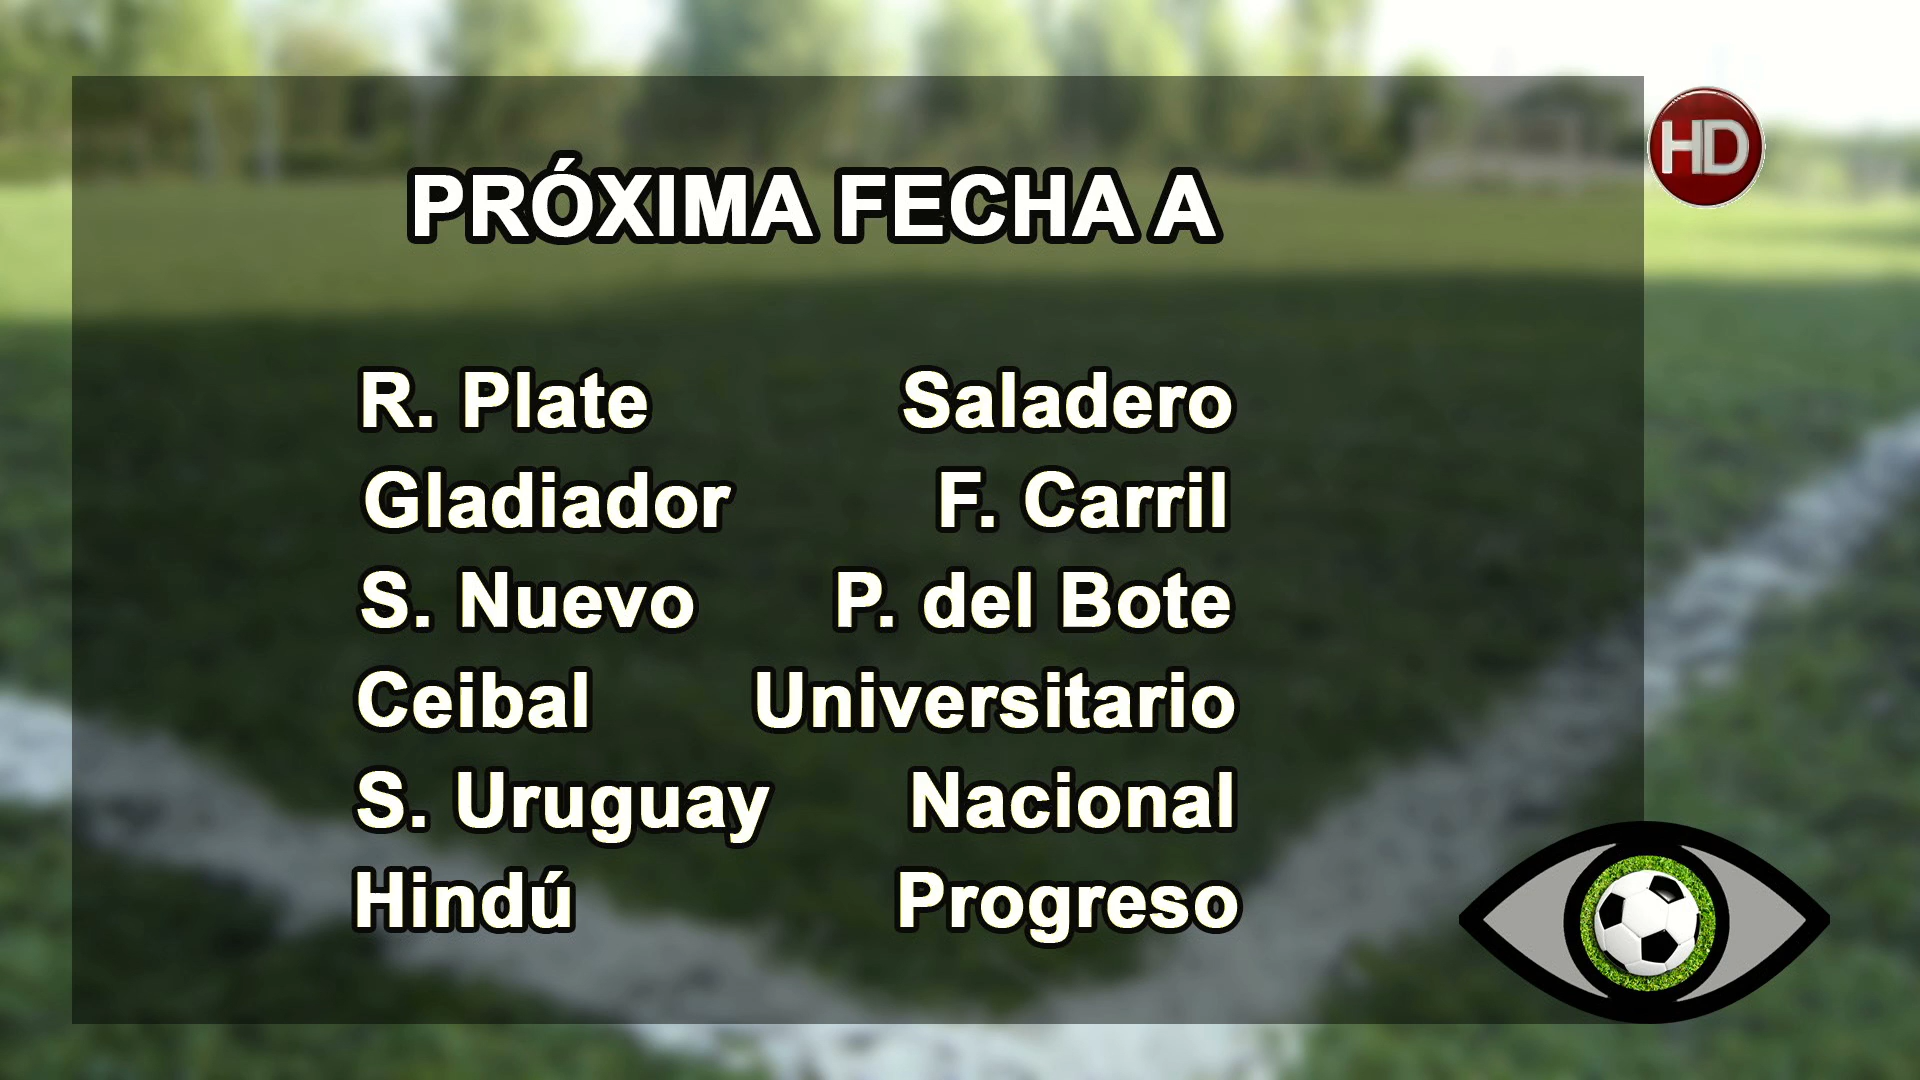 HD
PRÓXIMA FECHA A
R. Plate Saladero
Gladiador F. Carril
S. Nuevo P. del Bote
Ceibal Universitario
S. Uruguay Nacional
Hindú Progreso